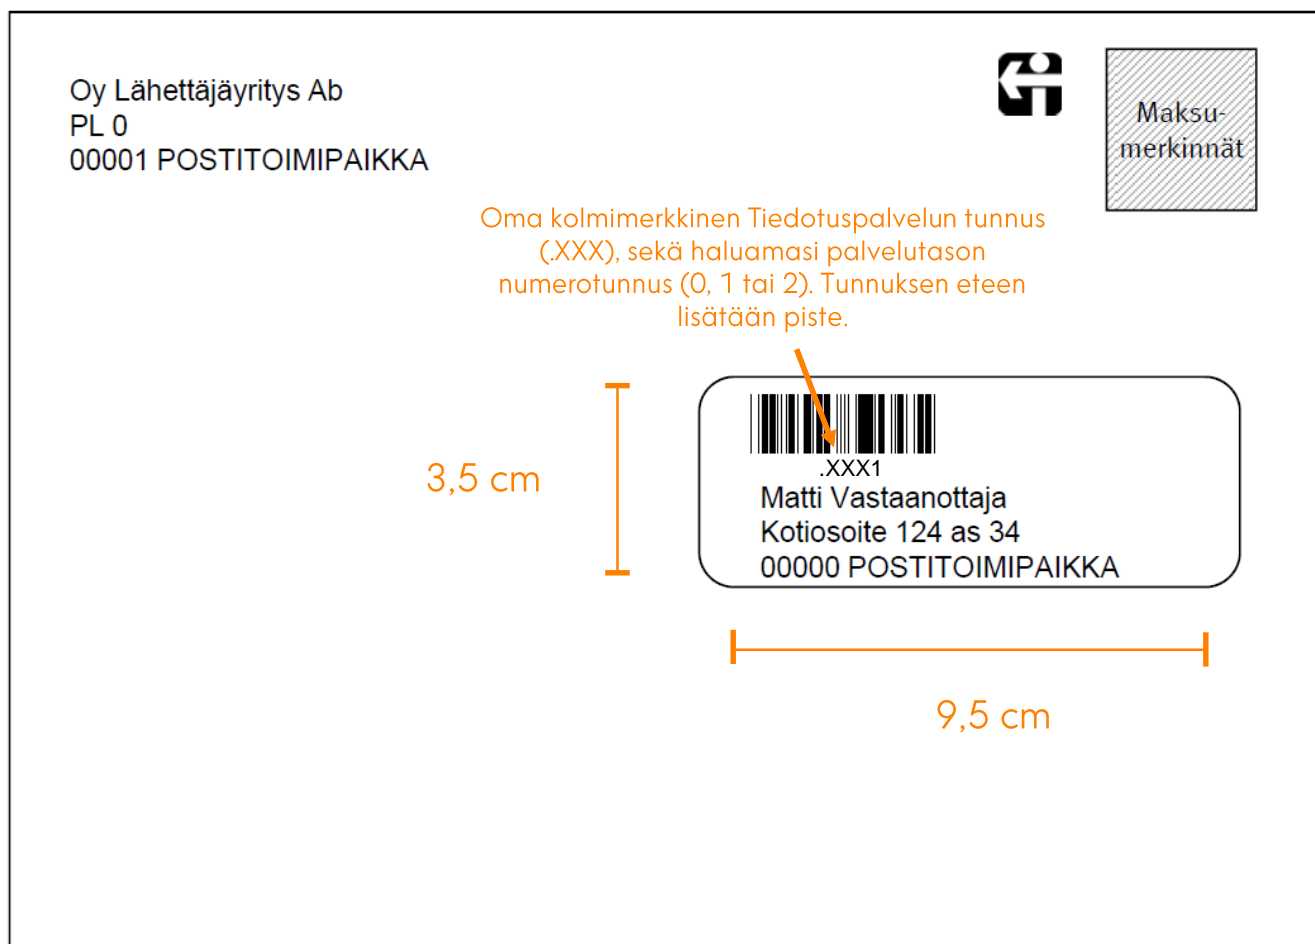 Oy Lähettäjäyritys Ab
PL 0
00001 POSTITOIMIPAIKKA
Maksu-
merkinnät
Oma kolmimerkkinen Tiedotuspalvelun tunnus
(.XXX), sekä haluamasi palvelutason
numerotunnus (0, 1 tai 2). Tunnuksen eteen
lisätään piste.
3,5 cm
.XXX1
Matti Vastaanottaja
Kotiosoite 124 as 34
00000 POSTITOIMIPAIKKA
9,5 cm